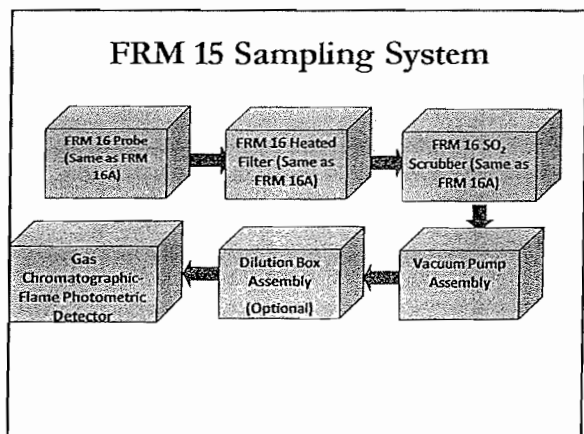 FRM 15 Sampling System
FRM 16 Probe
(Same as FRM
16A)
FRM 16 Heated
Filter (Same as
FRM 16A)
FRM 16 SO₂
Scrubber (Same as
FRM 16A)
Gas
Chromatographic-
Flame Photometric
Detector
Dilution Box
Assembly
(Optional)
Vacuum Pump
Assembly